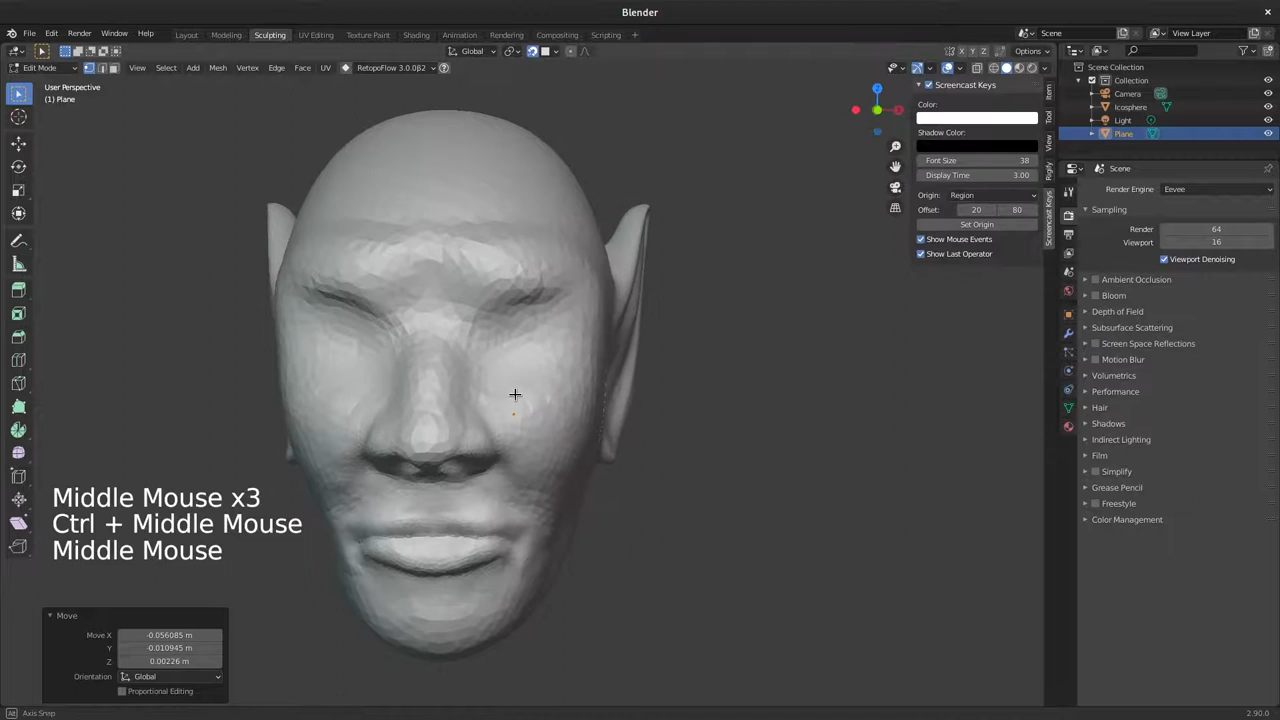 Blender
File Edit Render Window Help Layout Modeling Sculpting UV Editing Texture Paint Shading Animation Rendering Compositing Scripting + Scene View Layer
Global X Y Z Options
Edit Mode View Select Add Mesh Vertex Edge Face UV RetopoFlow 3.0.0β2
User Perspective
(1) Plane
Scene Collection
Collection
Camera
Icosphere
Light
Plane
Screencast Keys
Color:
Shadow Color:
Font Size 38
Display Time 3.00
Origin: Region
Offset: 20 80
Set Origin
Show Mouse Events
Show Last Operator
Item
Tool
View
Rigify
Screencast Keys
Scene
Render Engine Eevee
Sampling
Render 64
Viewport 16
Viewport Denoising
Ambient Occlusion
Bloom
Depth of Field
Subsurface Scattering
Screen Space Reflections
Motion Blur
Volumetrics
Performance
Hair
Shadows
Indirect Lighting
Film
Simplify
Grease Pencil
Freestyle
Color Management
Z
Middle Mouse x3
Ctrl + Middle Mouse
Middle Mouse
Move
Move X -0.056085 m
Y -0.010945 m
Z 0.00226 m
Orientation Global
Proportional Editing
Alt Axis Snap 2.90.0